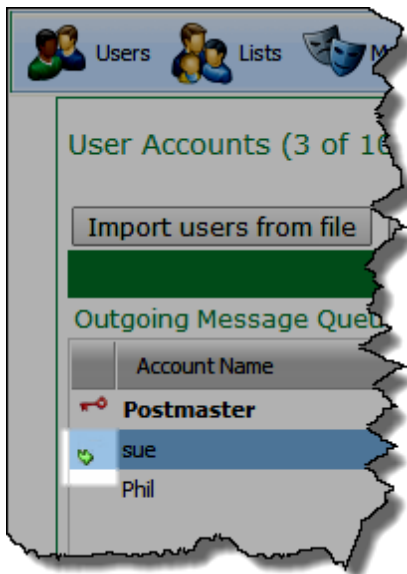 Users Lists M
User Accounts (3 of 16
Import users from file
Outgoing Message Queu
Account Name
Postmaster
sue
Phil